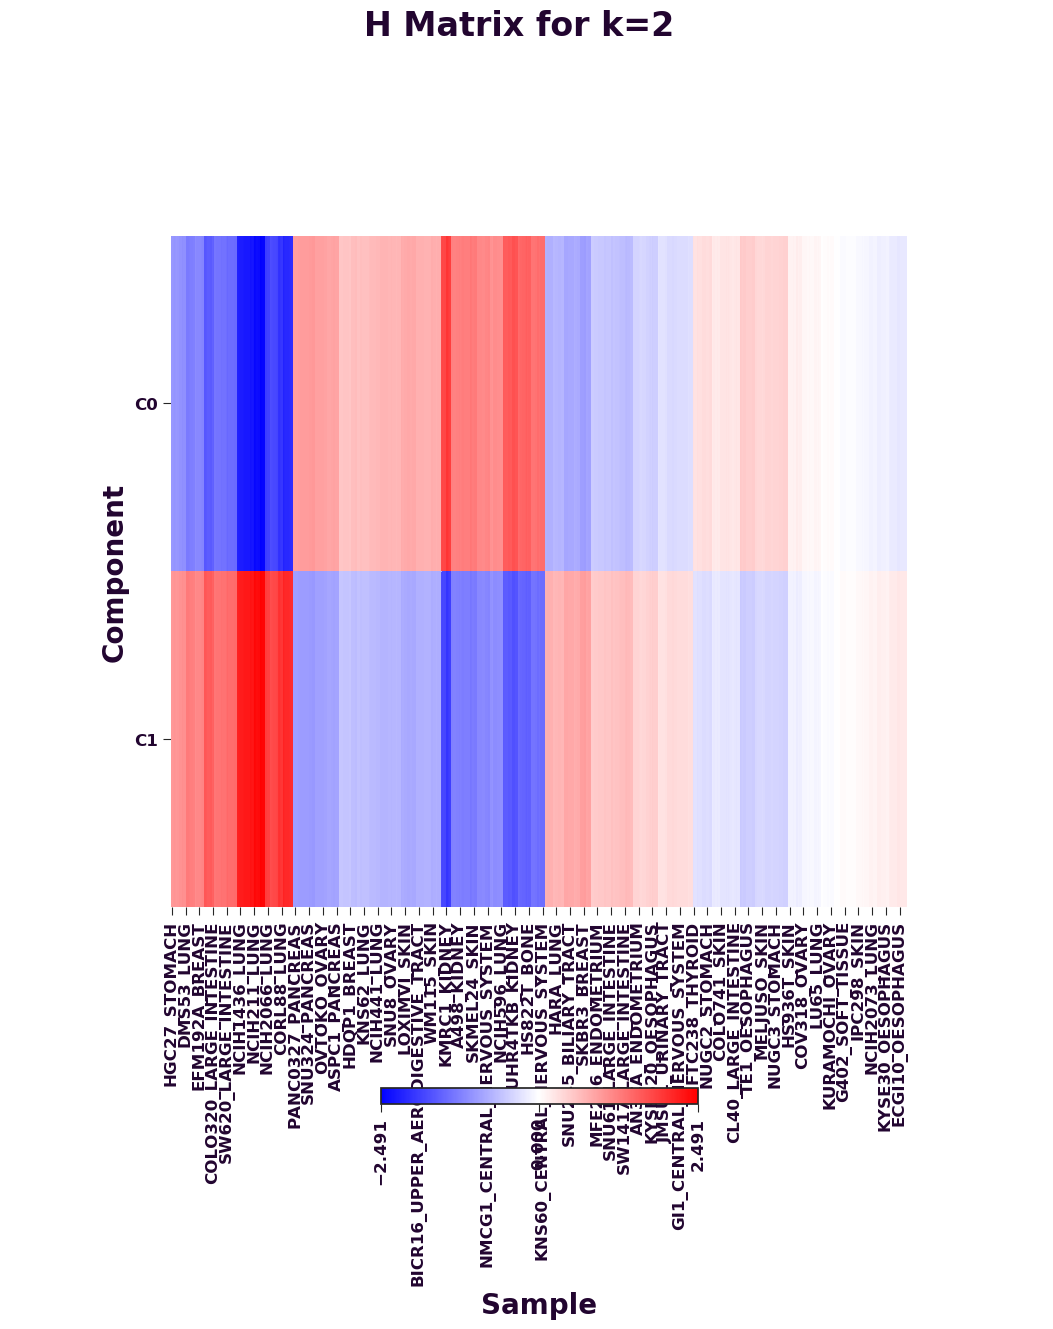 H Matrix for k=2
Component
C0
C1
HGC27_STOMACH
DMS53_LUNG
EFM192A_BREAST
COLO320_LARGE_INTESTINE
SW620_LARGE_INTESTINE
NCIH1436_LUNG
NCIH2066_LUNG
CORL88_LUNG
PANC0327_PANCREAS
SNU324_PANCREAS
OVTOKO_OVARY
ASPC1_PANCREAS
HDQP1_BREAST
KNS62_LUNG
NCIH441_LUNG
SNU8_OVARY
LOXIMVI_SKIN
WM115_SKIN
KMRC1_KIDNEY
A498_KIDNEY
SKMEL24_SKIN
NCIH596_LUNG
HS822T_BONE
HARA_LUNG
SKBR3_BREAST
NUGC2_STOMACH
COLO741_SKIN
CL40_LARGE_INTESTINE
TE1_OESOPHAGUS
MELJUSO_SKIN
NUGC3_STOMACH
HS936T_SKIN
COV318_OVARY
LU65_LUNG
KURAMOCHI_OVARY
G402_SOFT_TISSUE
IPC298_SKIN
NCIH2073_LUNG
KYSE30_OESOPHAGUS
ECGI10_OESOPHAGUS
−2.491
2.491
Sample